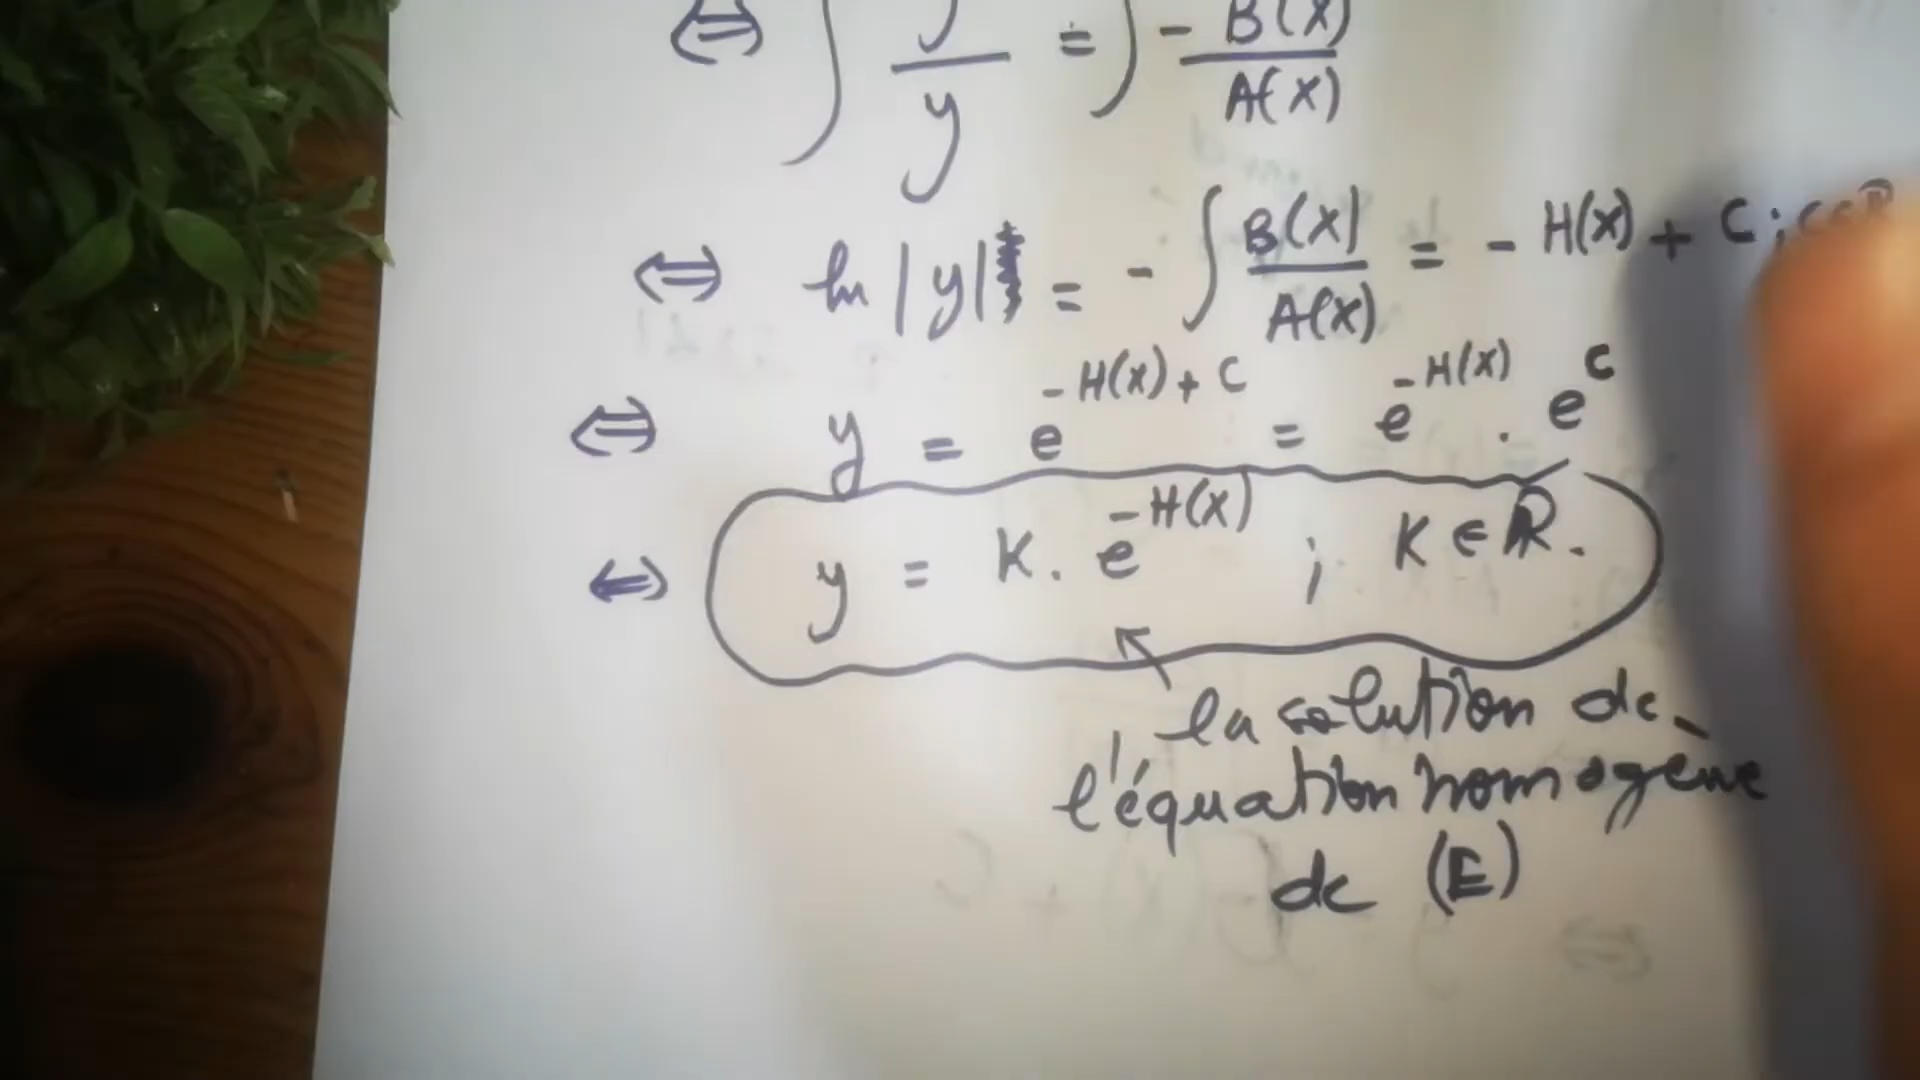 ⇔ ∫ y'/y = ∫ - B(x)/A(x)
⇔ ln |y| = - ∫ B(x)/A(x) = - H(x) + C ;
⇔ y = e^(-H(x) + C) = e^(-H(x)) . e^C
⇔ y = K . e^(-H(x)) ; K ∈ ℝ.
la solution de
l'équation homogène
de (E)